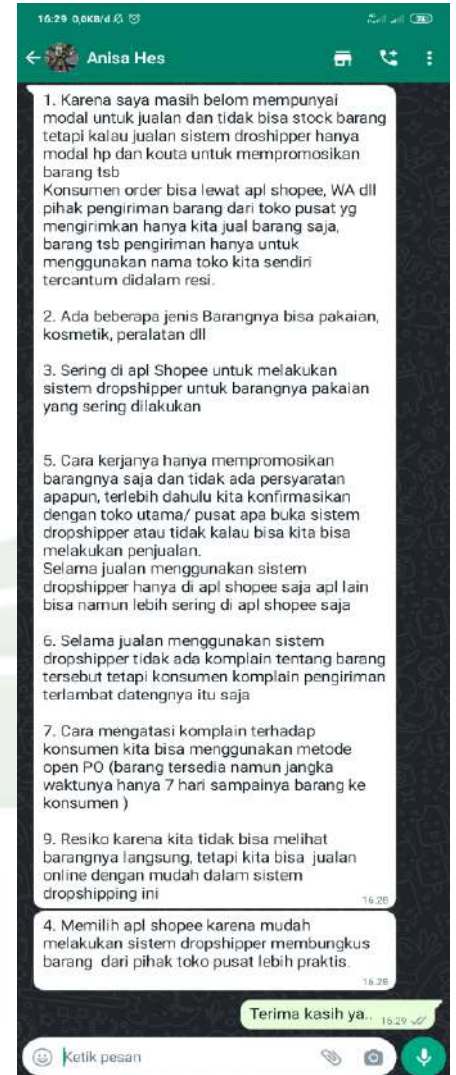 16:29 0,0KB/d
Anisa Hes
1. Karena saya masih belom mempunyai
modal untuk jualan dan tidak bisa stock barang
tetapi kalau jualan sistem droshipper hanya
modal hp dan kouta untuk mempromosikan
barang tsb
Konsumen order bisa lewat apl shopee, WA dll
pihak pengiriman barang dari toko pusat yg
mengirimkan hanya kita jual barang saja,
barang tsb pengiriman hanya untuk
menggunakan nama toko kita sendiri
tercantum didalam resi.
2. Ada beberapa jenis Barangnya bisa pakaian,
kosmetik, peralatan dll
3. Sering di apl Shopee untuk melakukan
sistem dropshipper untuk barangnya pakaian
yang sering dilakukan
5. Cara kerjanya hanya mempromosikan
barangnya saja dan tidak ada persyaratan
apapun, terlebih dahulu kita konfirmasikan
dengan toko utama/ pusat apa buka sistem
dropshipper atau tidak kalau bisa kita bisa
melakukan penjualan.
Selama jualan menggunakan sistem
dropshipper hanya di apl shopee saja apl lain
bisa namun lebih sering di apl shopee saja
6. Selama jualan menggunakan sistem
dropshipper tidak ada komplain tentang barang
tersebut tetapi konsumen komplain pengiriman
terlambat datengnya itu saja
7. Cara mengatasi komplain terhadap
konsumen kita bisa menggunakan metode
open PO (barang tersedia namun jangka
waktunya hanya 7 hari sampainya barang ke
konsumen )
9. Resiko karena kita tidak bisa melihat
barangnya langsung, tetapi kita bisa jualan
online dengan mudah dalam sistem
dropshipping ini
16.28
4. Memilih apl shopee karena mudah
melakukan sistem dropshipper membungkus
barang dari pihak toko pusat lebih praktis.
16.28
Terima kasih ya.. 16.29
Ketik pesan